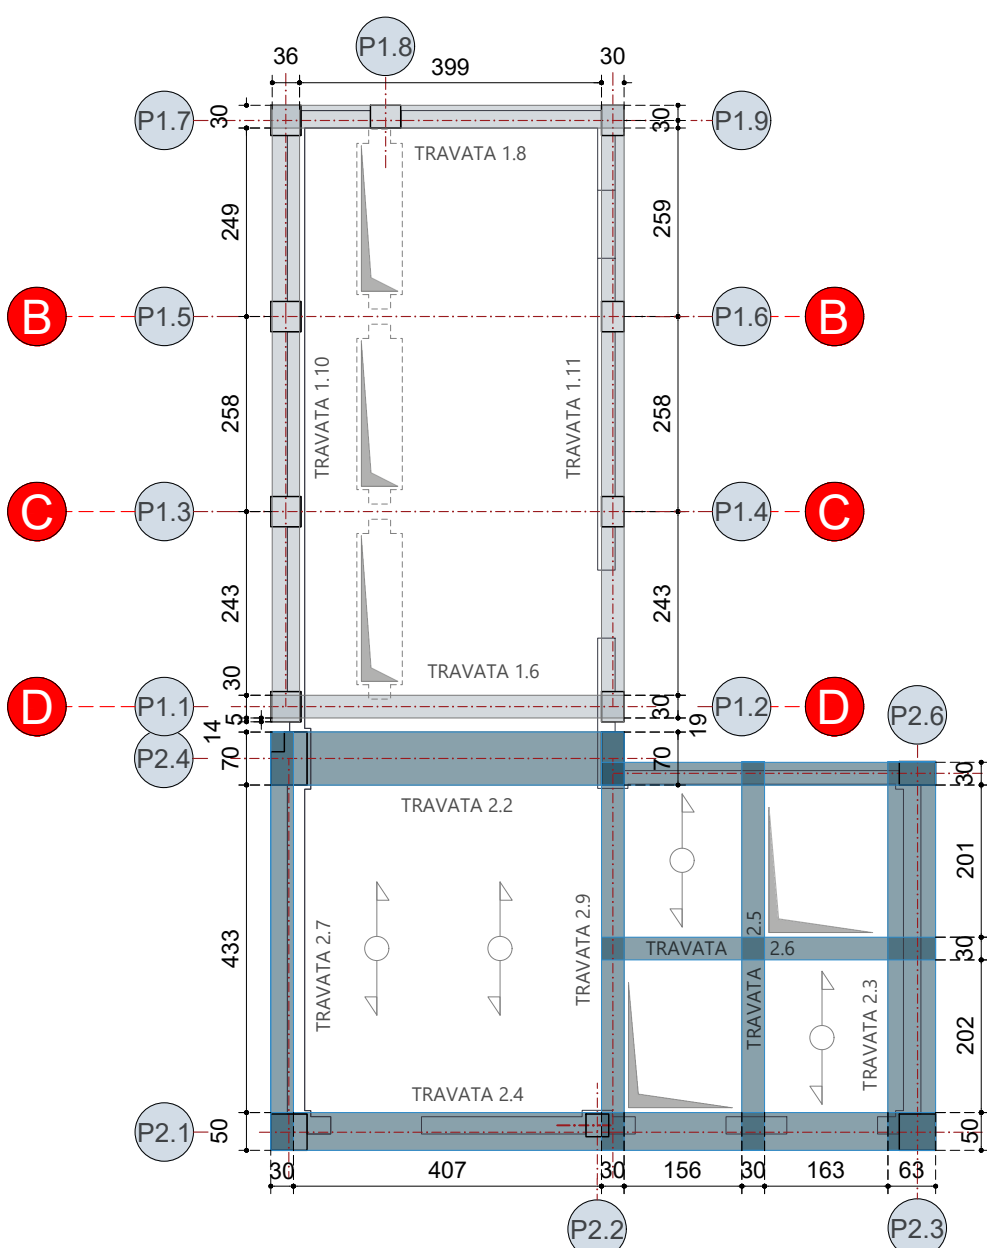 P1.8
36
399
30
P1.7
30
30
P1.9
TRAVATA 1.8
249
259
B
P1.5
P1.6
B
258
TRAVATA 1.10
TRAVATA 1.11
258
C
P1.3
P1.4
C
243
243
TRAVATA 1.6
30
30
D
P1.1
P1.2
D
P2.6
5
14
19
P2.4
70
70
30
TRAVATA 2.2
201
433
TRAVATA 2.7
TRAVATA 2.9
TRAVATA 2.5
TRAVATA 2.6
30
TRAVATA 2.3
202
TRAVATA 2.4
P2.1
50
50
30
407
30
156
30
163
63
P2.2
P2.3